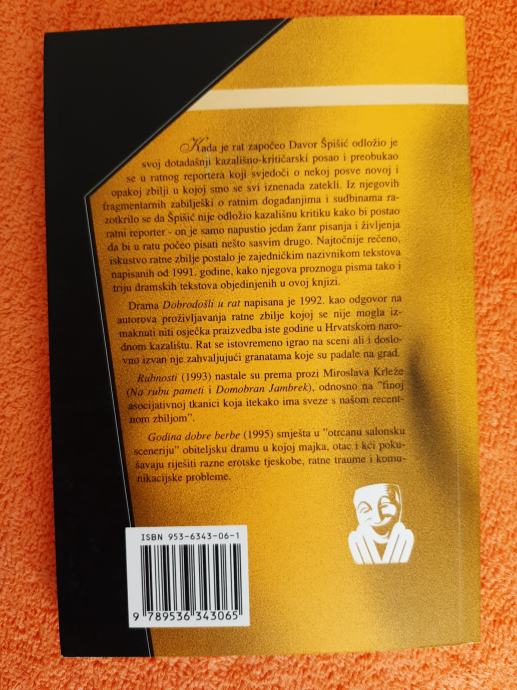 Kada je rat započeo Davor Špišić odložio je
svoj dotadašnji kazališno-kritičarski posao i preobukao
se u ratnog reportera koji svjedoči o nekoj posve novoj i
opakoj zbilji u kojoj smo se svi iznenada zatekli. Iz njegovih
fragmentarnih zabilješki o ratnim događanjima i sudbinama ra-
zotkrilo se da Špišić nije odložio kazališnu kritiku kako bi postao
ratni reporter - on je samo napustio jedan žanr pisanja i življenja
da bi u ratu počeo pisati nešto sasvim drugo. Najtočnije rečeno,
iskustvo ratne zbilje postalo je zajedničkim nazivnikom tekstova
napisanih od 1991. godine, kako njegova proznoga pisma tako i
triju dramskih tekstova objedinjenih u ovoj knjizi.
Drama Dobrodošli u rat napisana je 1992. kao odgovor na
autorova proživljavanja ratne zbilje kojoj se nije mogla iz-
maknuti niti osječka praizvedba iste godine u Hrvatskom narod-
nom kazalištu. Rat se istovremeno igrao na sceni ali i doslo-
vno izvan nje zahvaljujući granatama koje su padale na grad.
Rubnosti (1993) nastale su prema prozi Miroslava Krleže
(Na rubu pameti i Domobran Jambrek), odnosno na "finoj
asocijativnoj tkanici koja itekako ima sveze s našom recent-
nom zbiljom".
Godina dobre berbe (1995) smješta u "otrcanu salonsku
sceneriju" obiteljsku dramu u kojoj majka, otac i kći poku-
šavaju riješiti razne erotske tjeskobe, ratne traume i komu-
nikacijske probleme.
ISBN 953-6343-06-1
9 789536 343065